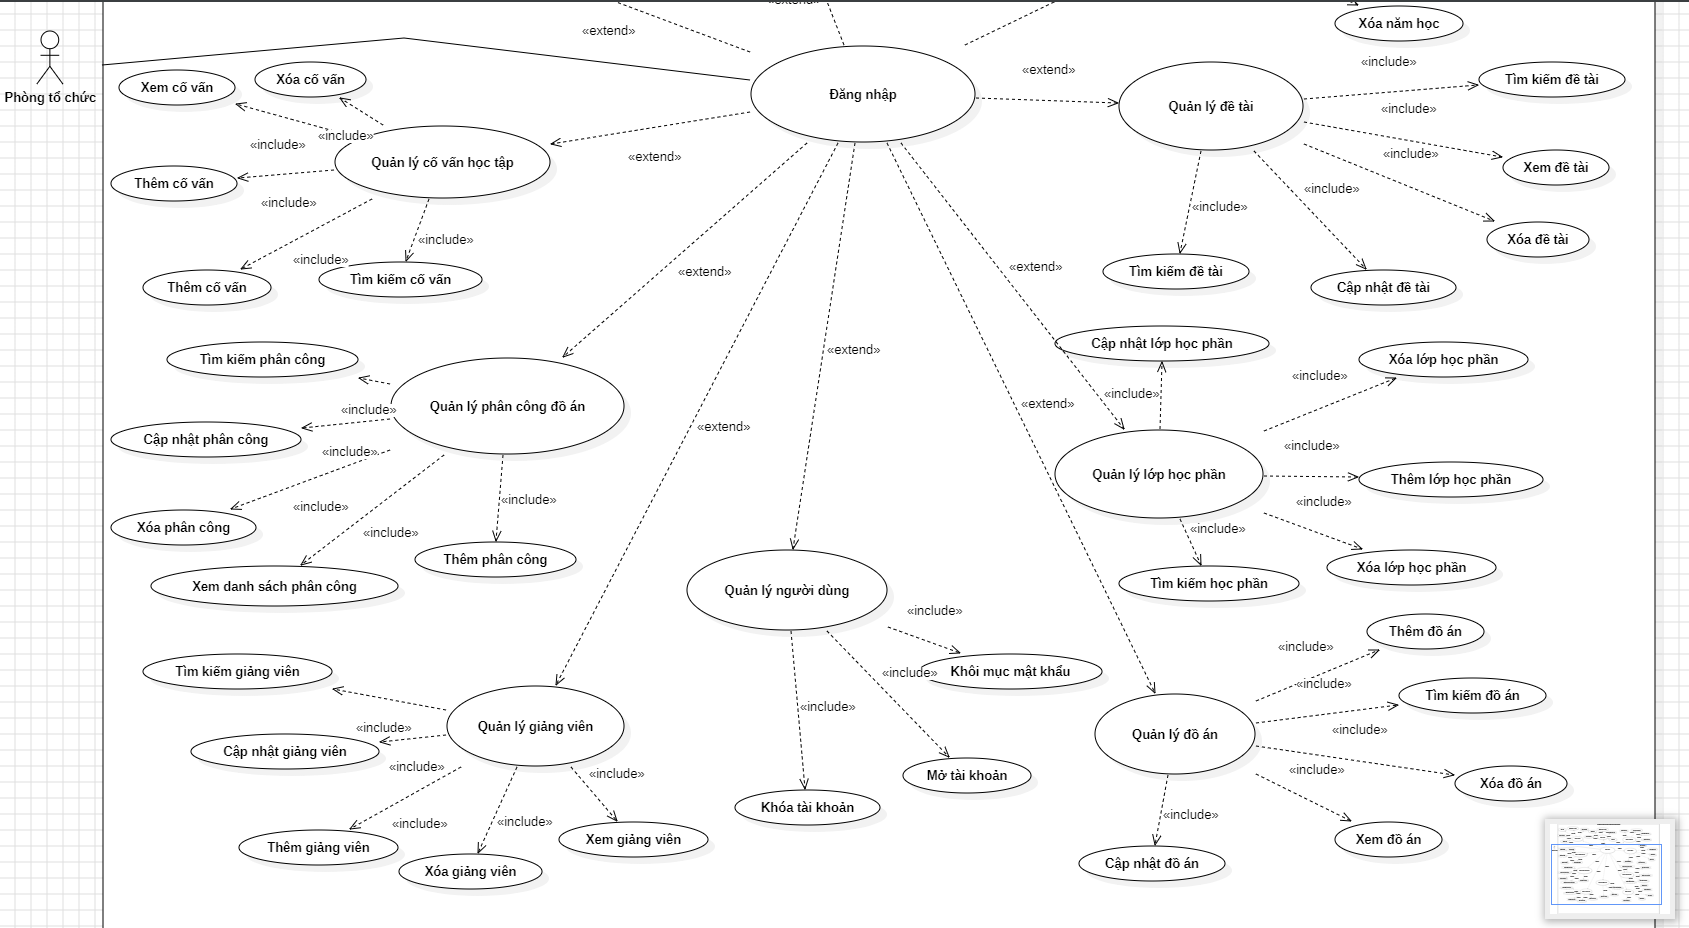 «extend»
«extend»
Xóa năm học
Phòng tổ chức
Xem cố vấn
Xóa cố vấn
Đăng nhập
«extend»
Quản lý đề tài
«include»
Tìm kiếm đề tài
«include»
«include»
«include»
Quản lý cố vấn học tập
«extend»
«include»
Xem đề tài
Thêm cố vấn
«include»
«include»
«include»
Xóa đề tài
«include»
«include»
Thêm cố vấn
Tìm kiếm cố vấn
«extend»
«extend»
Tìm kiếm đề tài
Cập nhật đề tài
Tìm kiếm phân công
«extend»
Cập nhật lớp học phần
Xóa lớp học phần
«include»
«include»
Quản lý phân công đồ án
«include»
«extend»
«extend»
Cập nhật phân công
«include»
«include»
Quản lý lớp học phần
Thêm lớp học phần
«include»
«include»
«include»
Xóa phân công
«include»
«include»
Thêm phân công
Xóa lớp học phần
Xem danh sách phân công
Tìm kiếm học phần
Quản lý người dùng
«include»
Thêm đồ án
«include»
Tìm kiếm giảng viên
«include»
Khôi mục mật khẩu
«include»
Tìm kiếm đồ án
«include»
Quản lý giảng viên
«include»
«include»
Quản lý đồ án
Cập nhật giảng viên
«include»
«include»
Mở tài khoản
«include»
Xóa đồ án
Khóa tài khoản
«include»
«include»
«include»
Thêm giảng viên
Xem giảng viên
Xem đồ án
Xóa giảng viên
Cập nhật đồ án